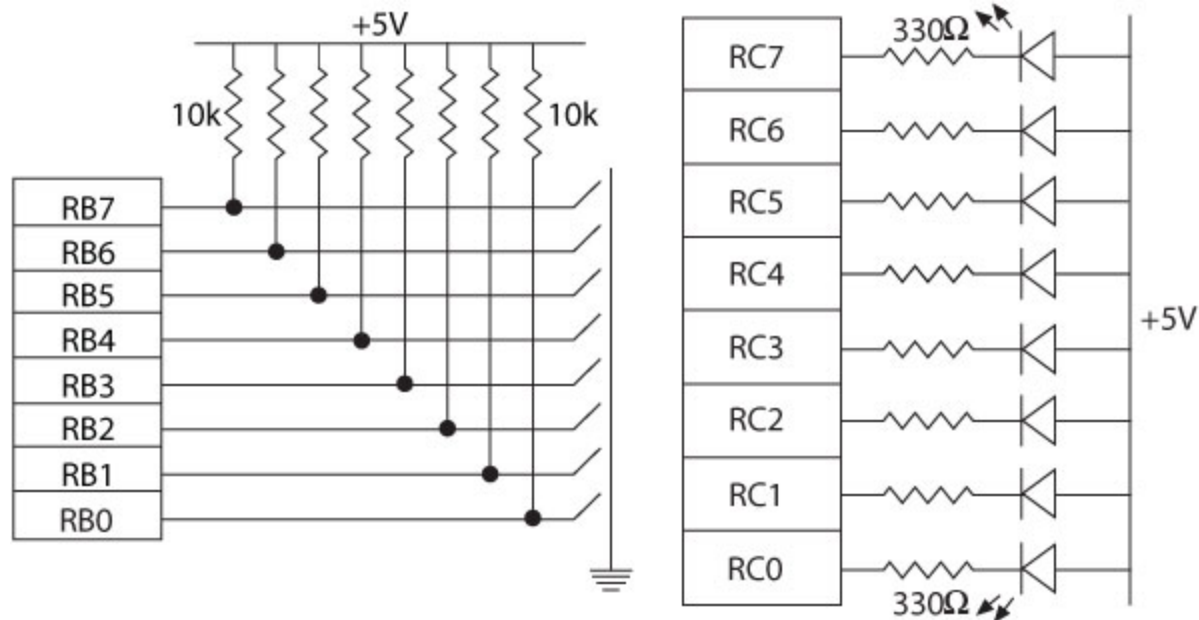 +5V
10k
10k
RB7
RB6
RB5
RB4
RB3
RB2
RB1
RB0
330Ω
RC7
RC6
RC5
RC4
RC3
RC2
RC1
RC0
330Ω
+5V